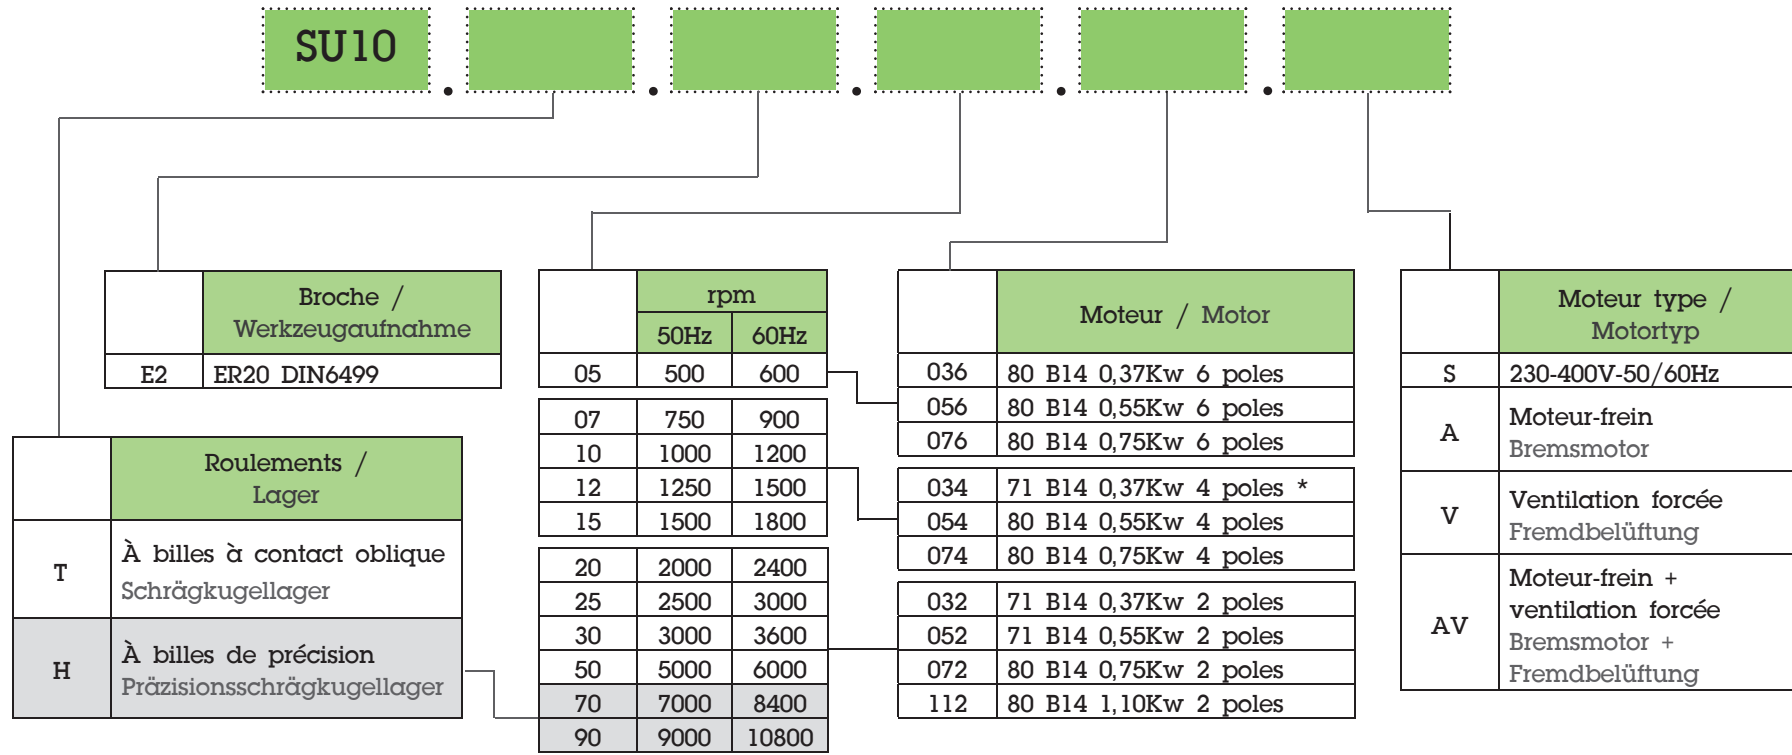 SU10 . . . . .
Broche /
Werkzeugaufnahme
E2 ER20 DIN6499
Roulements /
Lager
T À billes à contact oblique
Schrägkugellager
H À billes de précision
Präzisionsschrägkugellager
rpm
50Hz 60Hz
05 500 600
07 750 900
10 1000 1200
12 1250 1500
15 1500 1800
20 2000 2400
25 2500 3000
30 3000 3600
50 5000 6000
70 7000 8400
90 9000 10800
Moteur / Motor
036 80 B14 0,37Kw 6 poles
056 80 B14 0,55Kw 6 poles
076 80 B14 0,75Kw 6 poles
034 71 B14 0,37Kw 4 poles *
054 80 B14 0,55Kw 4 poles
074 80 B14 0,75Kw 4 poles
032 71 B14 0,37Kw 2 poles
052 71 B14 0,55Kw 2 poles
072 80 B14 0,75Kw 2 poles
112 80 B14 1,10Kw 2 poles
Moteur type /
Motortyp
S 230-400V-50/60Hz
A Moteur-frein
Bremsmotor
V Ventilation forcée
Fremdbelüftung
AV Moteur-frein +
ventilation forcée
Bremsmotor +
Fremdbelüftung